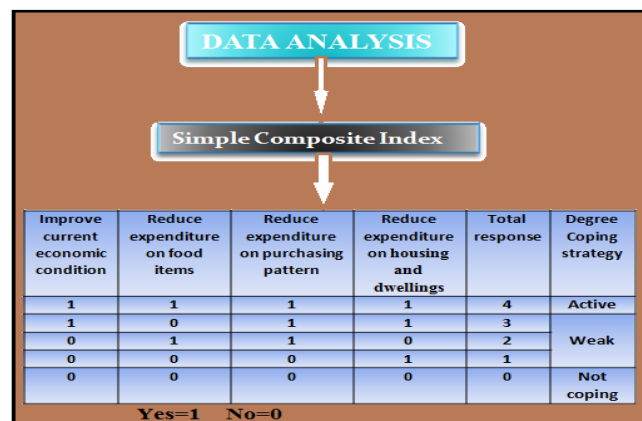 DATA ANALYSIS
Simple Composite Index
Improve current economic condition | Reduce expenditure on food items | Reduce expenditure on purchasing pattern | Reduce expenditure on housing and dwellings | Total response | Degree Coping strategy
1 | 1 | 1 | 1 | 4 | Active
1 | 0 | 1 | 1 | 3 | Weak
0 | 1 | 1 | 0 | 2
0 | 0 | 0 | 1 | 1
0 | 0 | 0 | 0 | 0 | Not coping
Yes=1 No=0